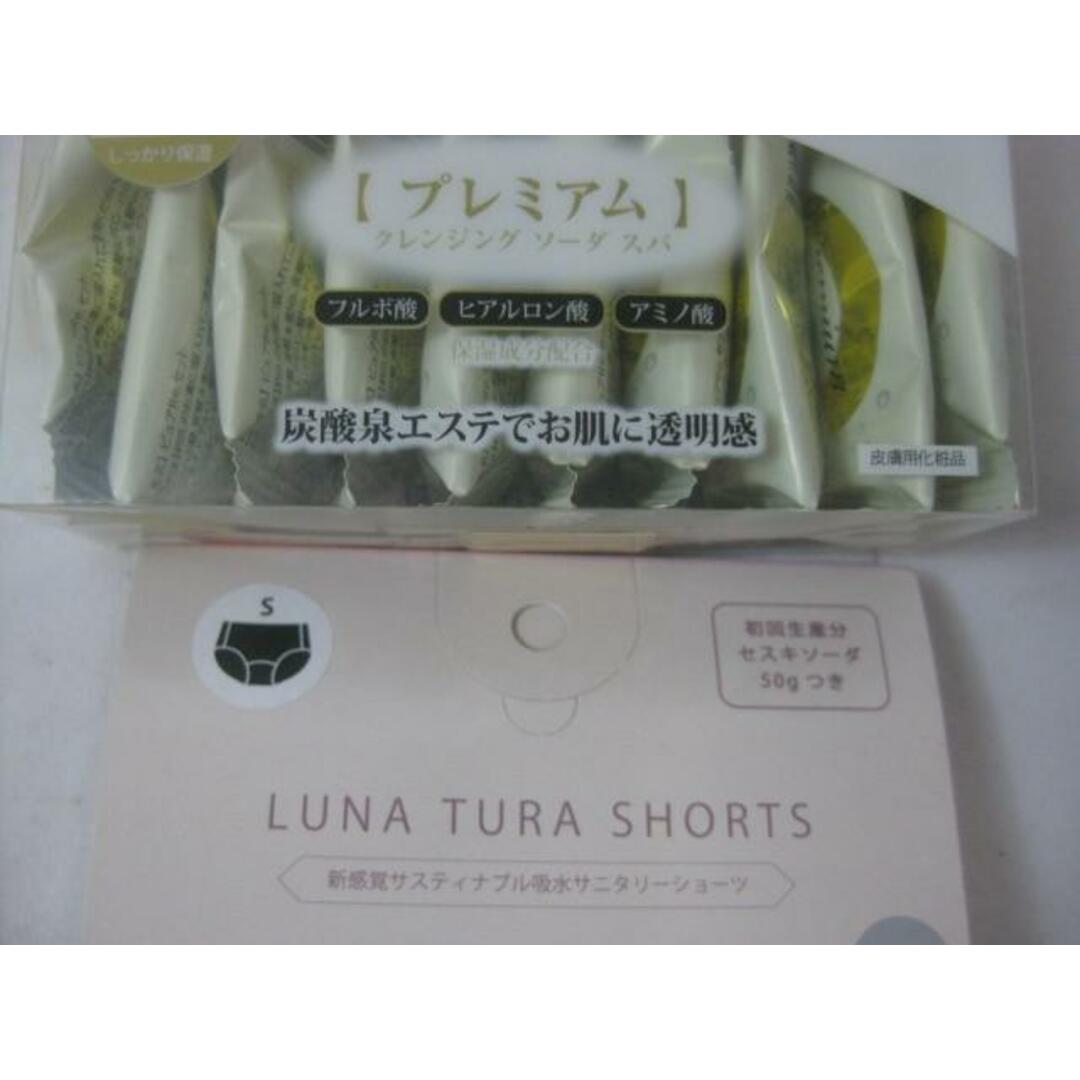 しっかり保湿
【 プレミアム 】
クレンジング ソーダ スパ
フルボ酸
ヒアルロン酸
アミノ酸
保湿成分配合
炭酸泉エステでお肌に透明感
皮膚用化粧品
S
初回生産分
セスキソーダ
50gつき
LUNA TURA SHORTS
新感覚サスティナブル吸水サニタリーショーツ